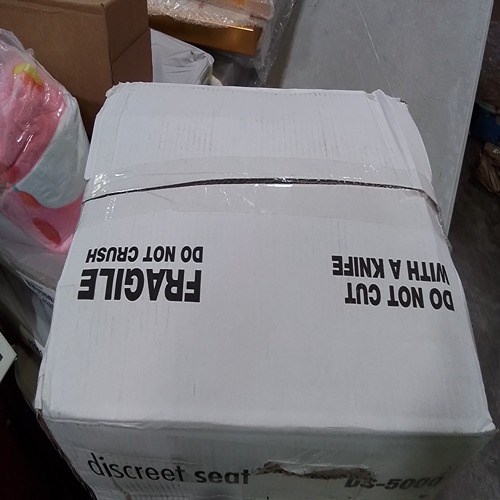 FRAGILE
DO NOT CRUSH
DO NOT CUT
WITH A KNIFE
discreet seat
DS-5000